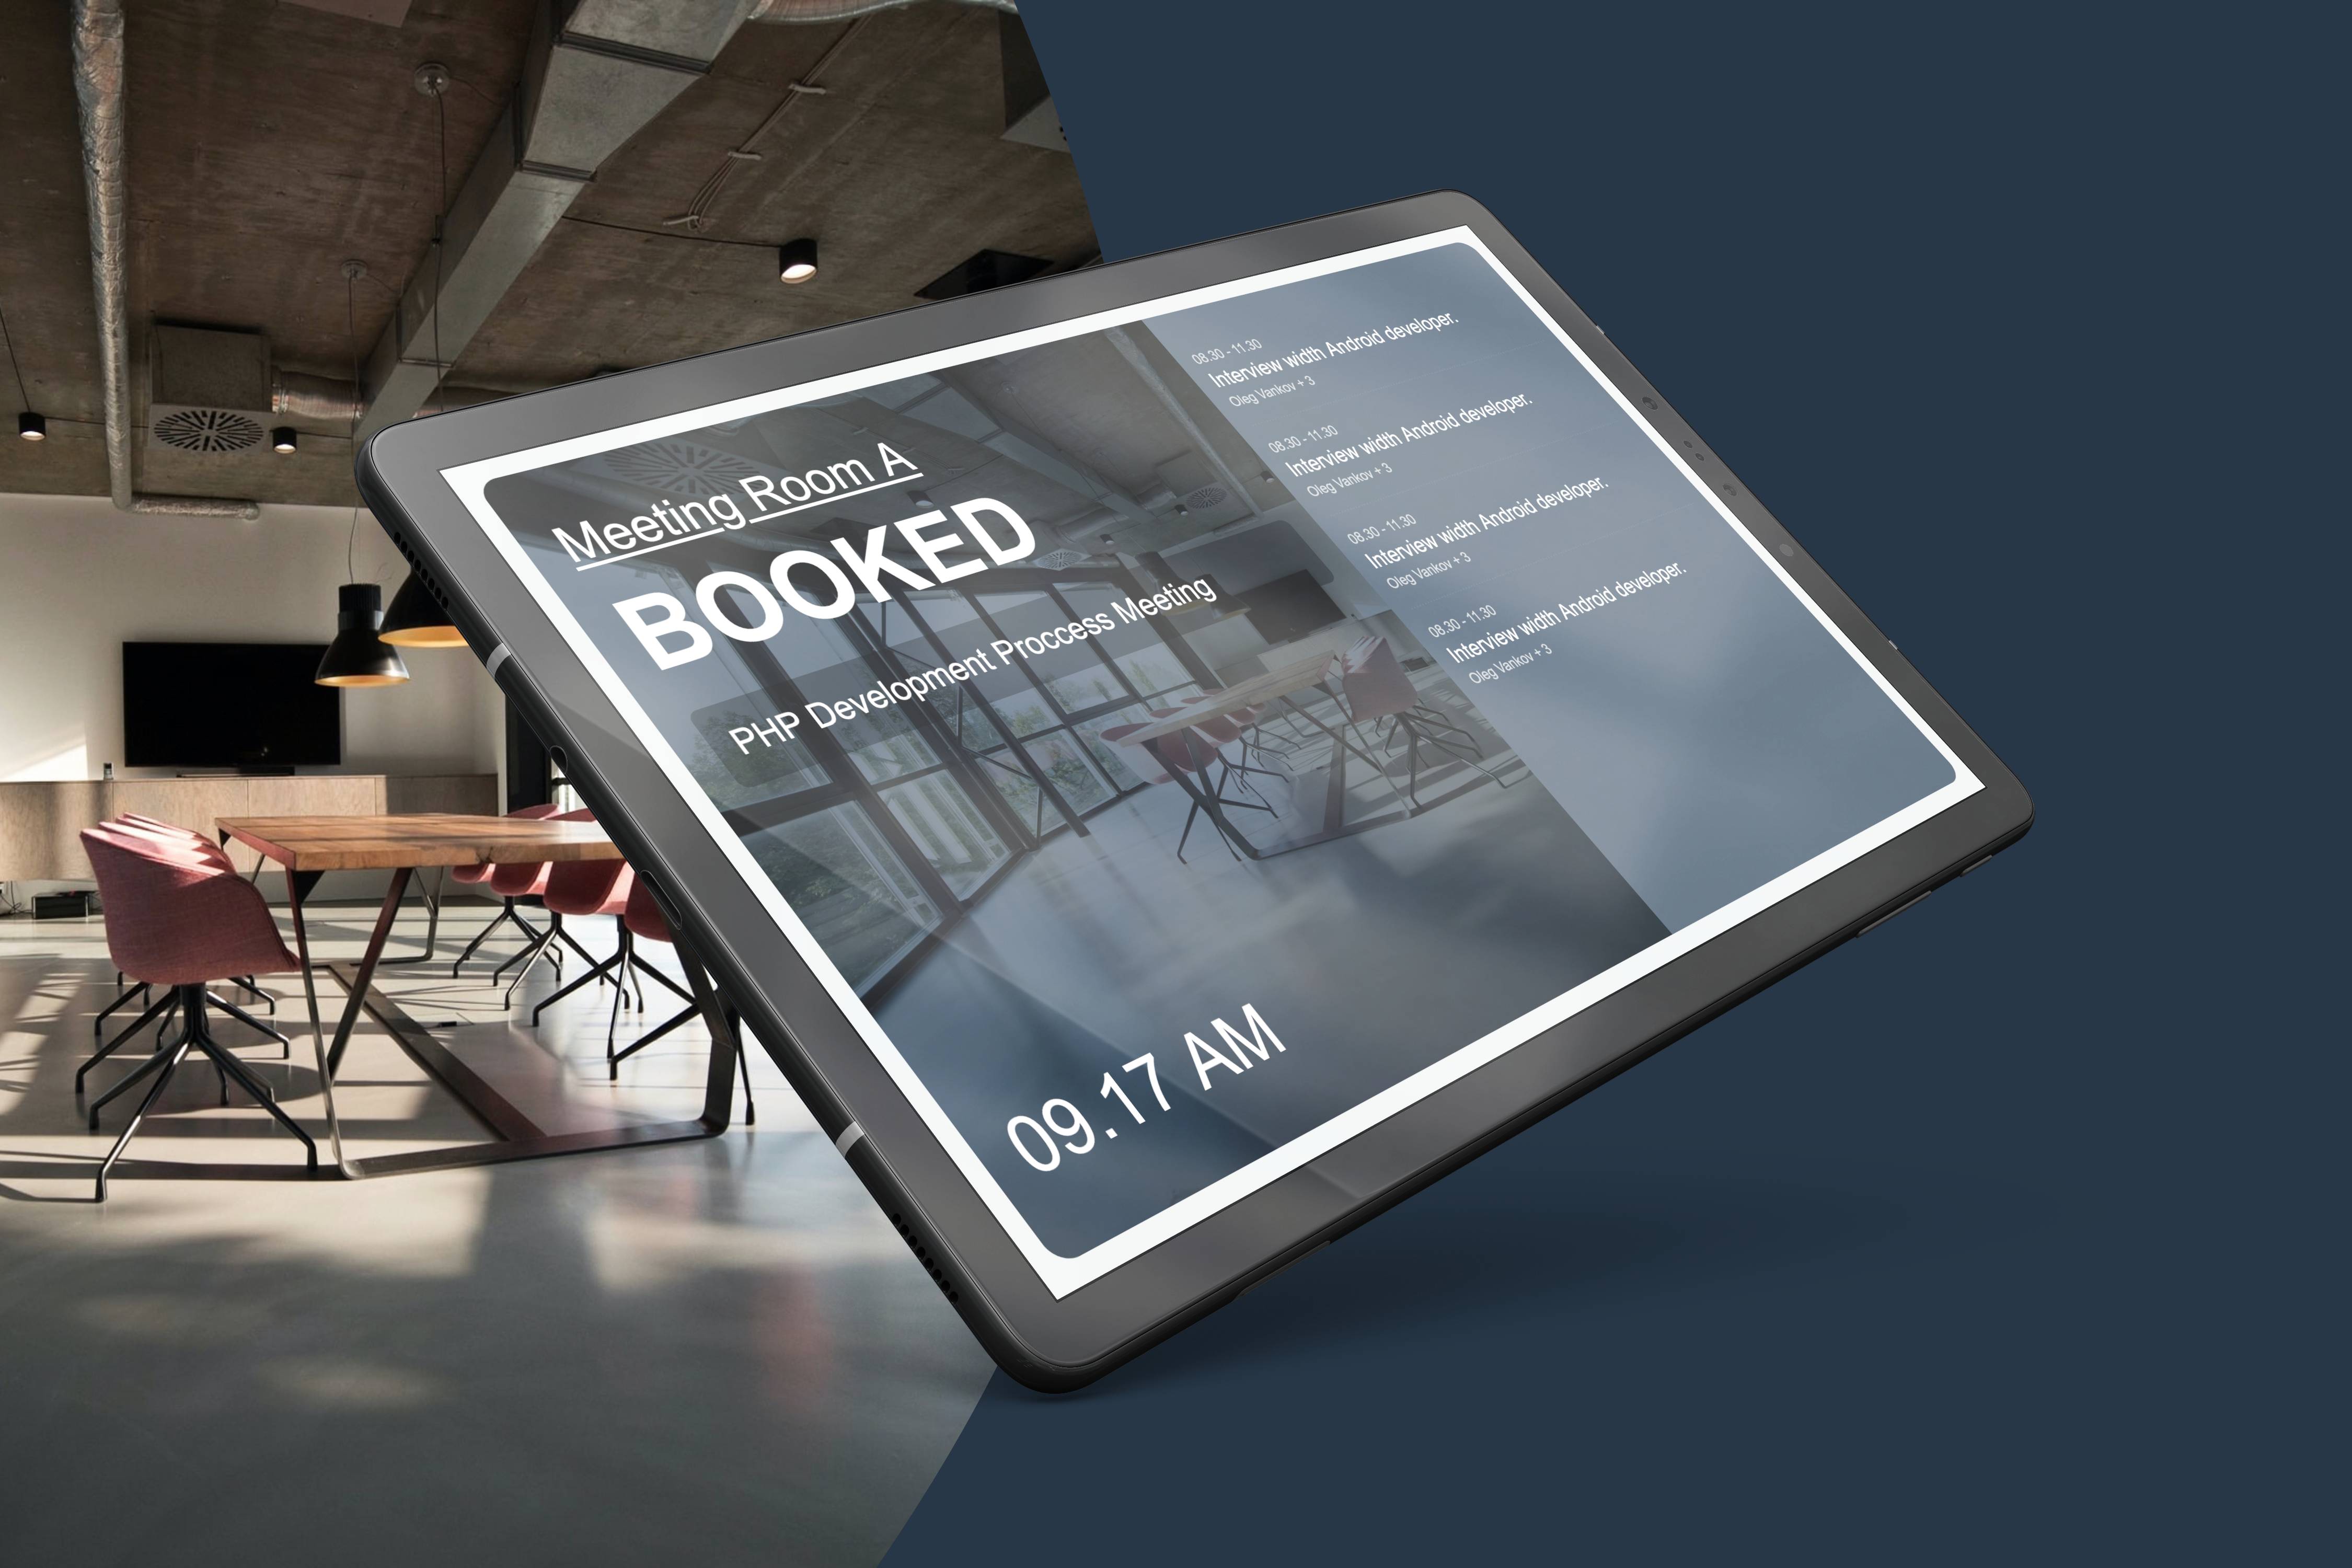 Meeting Room A
BOOKED
PHP Development Proccess Meeting
09.17 AM
08.30 - 11.30
Interview width Android developer.
Oleg Vankov + 3
08.30 - 11.30
Interview width Android developer.
Oleg Vankov + 3
08.30 - 11.30
Interview width Android developer.
Oleg Vankov + 3
08.30 - 11.30
Interview width Android developer.
Oleg Vankov + 3